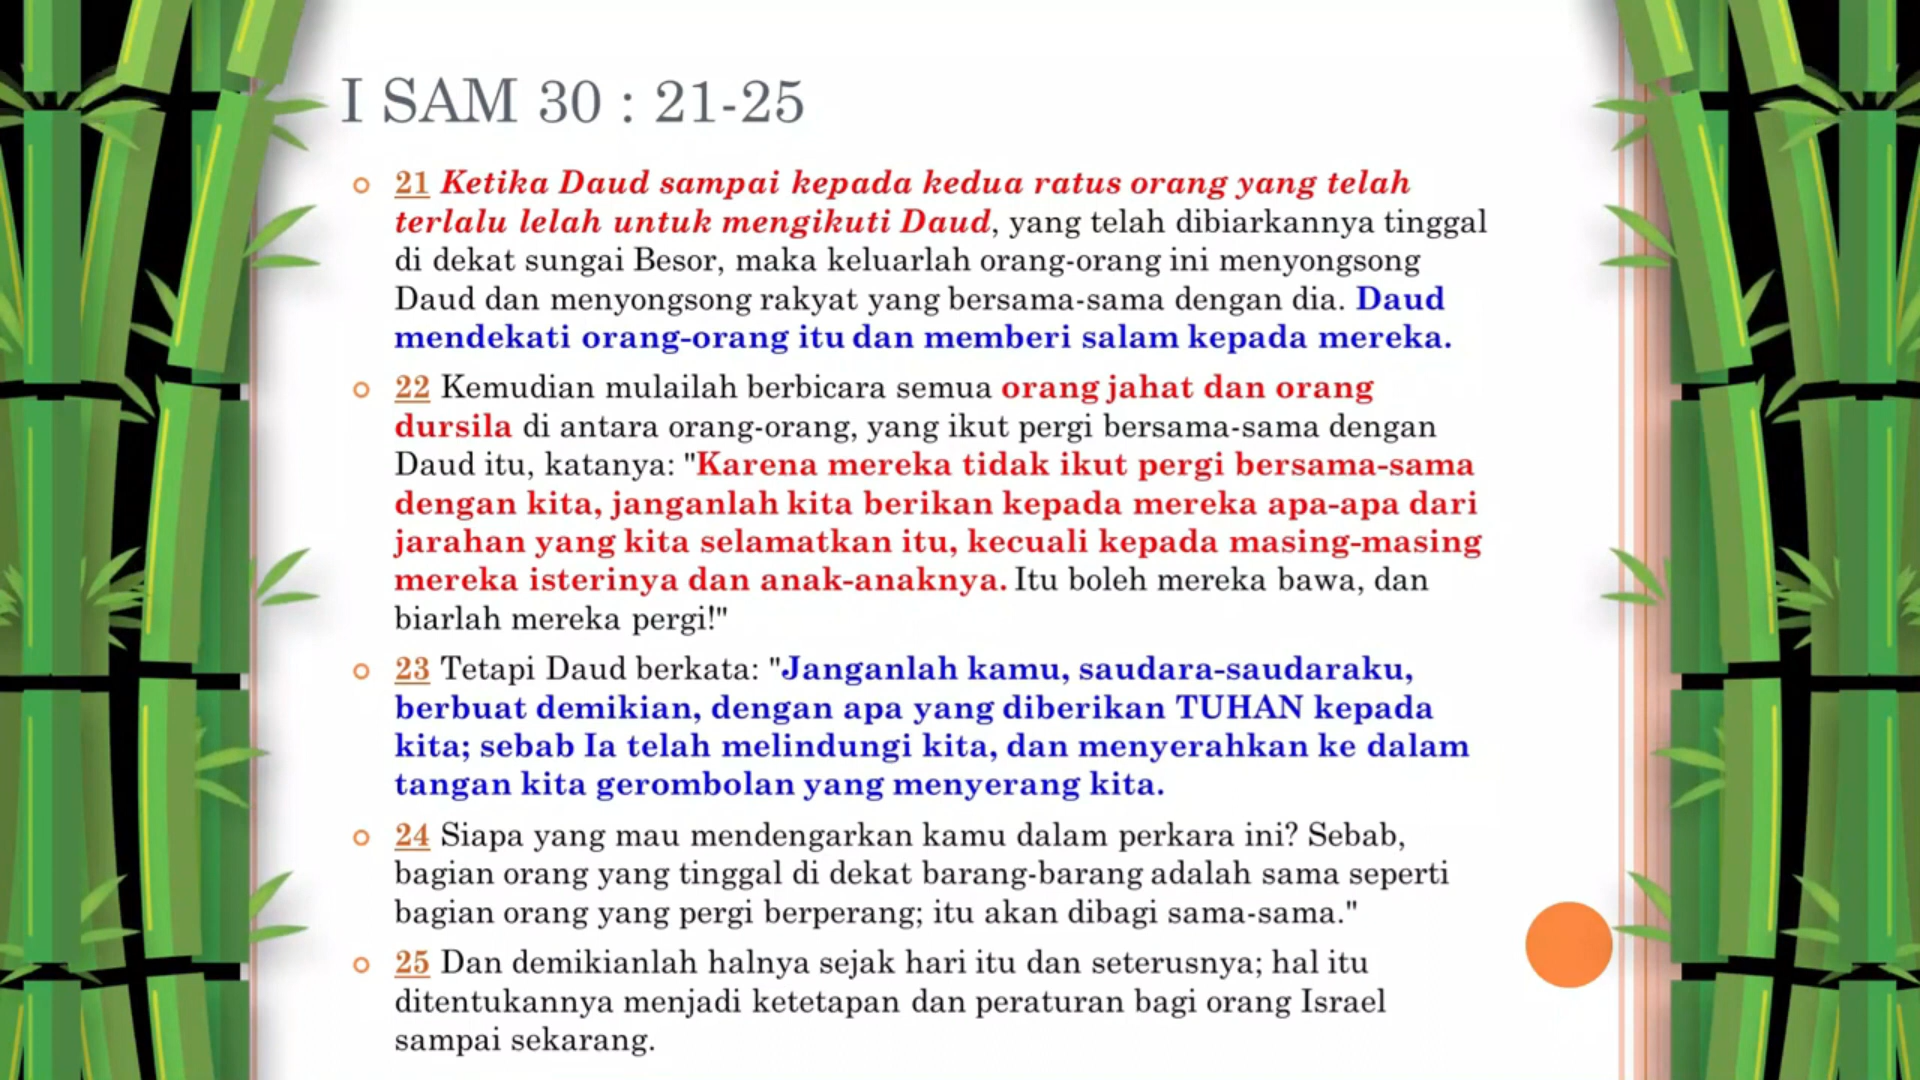 I SAM 30 : 21-25
21 Ketika Daud sampai kepada kedua ratus orang yang telah
terlalu lelah untuk mengikuti Daud, yang telah dibiarkannya tinggal
di dekat sungai Besor, maka keluarlah orang-orang ini menyongsong
Daud dan menyongsong rakyat yang bersama-sama dengan dia. Daud
mendekati orang-orang itu dan memberi salam kepada mereka.
22 Kemudian mulailah berbicara semua orang jahat dan orang
dursila di antara orang-orang, yang ikut pergi bersama-sama dengan
Daud itu, katanya: "Karena mereka tidak ikut pergi bersama-sama
dengan kita, janganlah kita berikan kepada mereka apa-apa dari
jarahan yang kita selamatkan itu, kecuali kepada masing-masing
mereka isterinya dan anak-anaknya. Itu boleh mereka bawa, dan
biarlah mereka pergi!"
23 Tetapi Daud berkata: "Janganlah kamu, saudara-saudaraku,
berbuat demikian, dengan apa yang diberikan TUHAN kepada
kita; sebab Ia telah melindungi kita, dan menyerahkan ke dalam
tangan kita gerombolan yang menyerang kita.
24 Siapa yang mau mendengarkan kamu dalam perkara ini? Sebab,
bagian orang yang tinggal di dekat barang-barang adalah sama seperti
bagian orang yang pergi berperang; itu akan dibagi sama-sama."
25 Dan demikianlah halnya sejak hari itu dan seterusnya; hal itu
ditentukannya menjadi ketetapan dan peraturan bagi orang Israel
sampai sekarang.